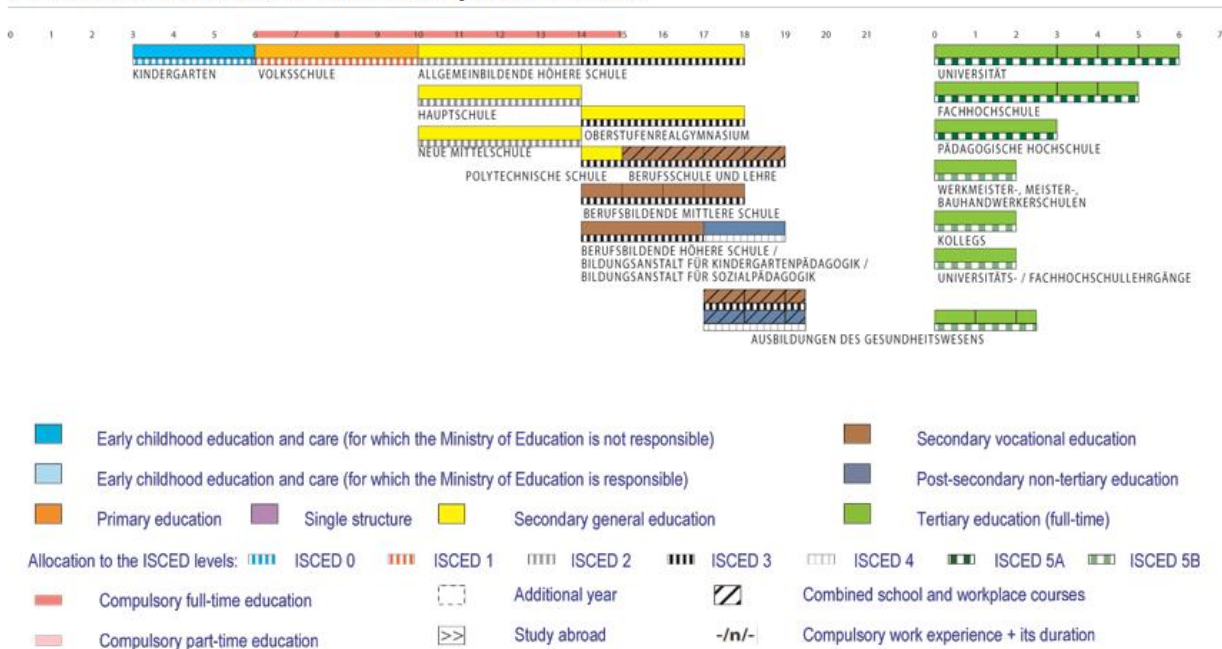 0 1 2 3 4 5 6 7 8 9 10 11 12 13 14 15 16 17 18 19 20 21 0 1 2 3 4 5 6 7
KINDERGARTEN VOLKSSCHULE ALLGEMEINBILDENDE HÖHERE SCHULE UNIVERSITÄT
HAUPTSCHULE FACHHOCHSCHULE
OBERSTUFENREALGYMNASIUM
NEUE MITTELSCHULE PÄDAGOGISCHE HOCHSCHULE
POLYTECHNISCHE SCHULE BERUFSSCHULE UND LEHRE
WERKMEISTER-, MEISTER-,
BAUHANDWERKERSCHULEN
BERUFSBILDENDE MITTLERE SCHULE
KOLLEGS
BERUFSBILDENDE HÖHERE SCHULE /
BILDUNGSANSTALT FÜR KINDERGARTENPÄDAGOGIK /
BILDUNGSANSTALT FÜR SOZIALPÄDAGOGIK
UNIVERSITÄTS- / FACHHOCHSCHULLEHRGÄNGE
AUSBILDUNGEN DES GESUNDHEITSWESENS
Early childhood education and care (for which the Ministry of Education is not responsible) Secondary vocational education
Early childhood education and care (for which the Ministry of Education is responsible) Post-secondary non-tertiary education
Primary education Single structure Secondary general education Tertiary education (full-time)
Allocation to the ISCED levels: ISCED 0 ISCED 1 ISCED 2 ISCED 3 ISCED 4 ISCED 5A ISCED 5B
Compulsory full-time education Additional year Combined school and workplace courses
Compulsory part-time education >> Study abroad -/n/- Compulsory work experience + its duration